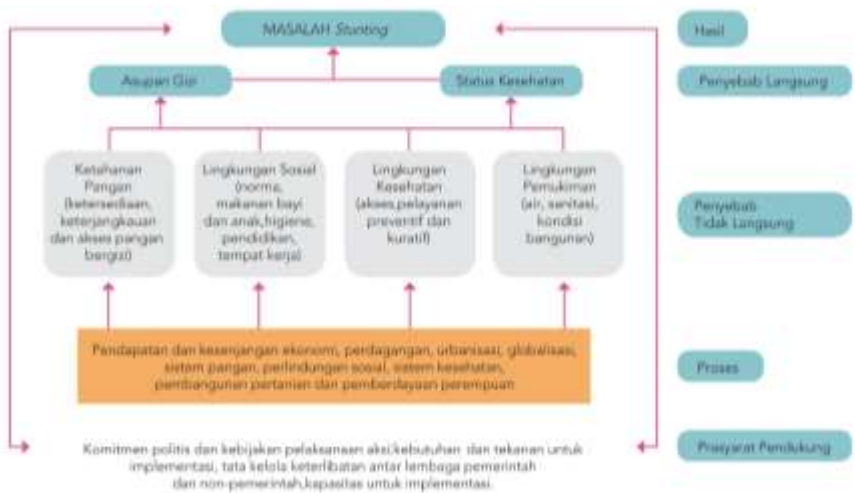 MASALAH Stunting
Hasil
Asupan Gizi
Status Kesehatan
Penyebab Langsung
Ketahanan
Pangan
(ketersediaan,
keterjangkauan
dan akses pangan
bergizi)
Lingkungan Sosial
(norma,
makanan bayi
dan anak,higiene,
pendidikan,
tempat kerja)
Lingkungan
Kesehatan
(akses,pelayanan
preventif dan
kuratif)
Lingkungan
Pemukiman
(air, sanitasi,
kondisi
bangunan)
Penyebab
Tidak Langsung
Pendapatan dan kesenjangan ekonomi, perdagangan, urbanisasi, globalisasi,
sistem pangan, perlindungan sosial, sistem kesehatan,
pembangunan pertanian dan pemberdayaan perempuan
Proses
Komitmen politis dan kebijakan pelaksanaan aksi,kebutuhan dan tekanan untuk
implementasi, tata kelola keterlibatan antar lembaga pemerintah
dan non-pemerintah,kapasitas untuk implementasi.
Prasyarat Pendukung